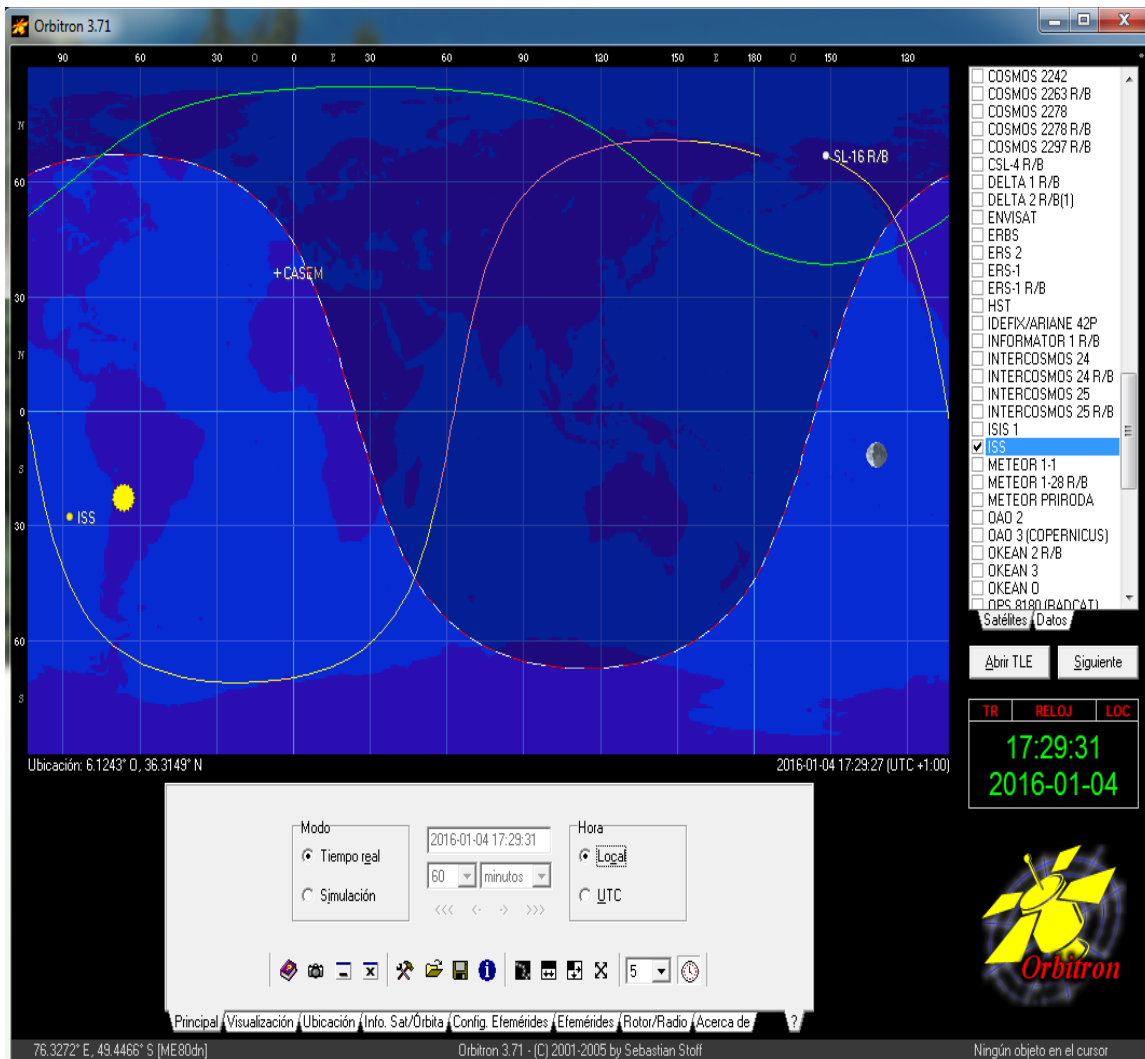 Orbitron 3.71
90 60 30 O 0 E 30 60 90 120 150 E 180 O 150 120
N
60
30
N
0
S
30
60
S
SL-16 R/B
+CASEM
ISS
Ubicación: 6.1243° O, 36.3149° N
2016-01-04 17:29:27 (UTC +1:00)
COSMOS 2242
COSMOS 2263 R/B
COSMOS 2278
COSMOS 2278 R/B
COSMOS 2297 R/B
CSL-4 R/B
DELTA 1 R/B
DELTA 2 R/B(1)
ENVISAT
ERBS
ERS 2
ERS-1
ERS-1 R/B
HST
IDEFIX/ARIANE 42P
INFORMATOR 1 R/B
INTERCOSMOS 24
INTERCOSMOS 24 R/B
INTERCOSMOS 25
INTERCOSMOS 25 R/B
ISIS 1
ISS
METEOR 1-1
METEOR 1-28 R/B
METEOR PRIRODA
OAO 2
OAO 3 (COPERNICUS)
OKEAN 2 R/B
OKEAN 3
OKEAN O
OPS 8180 (RADCAT)
Satélites Datos
Abrir TLE Siguiente
TR RELOJ LOC
17:29:31
2016-01-04
Orbitron
Modo
Tiempo real
Simulación
2016-01-04 17:29:31
60 minutos
<<< <- -> >>>
Hora
Local
UTC
5
Principal Visualización Ubicación Info. Sat/Órbita Config. Efemérides Efemérides Rotor/Radio Acerca de ?
76.3272° E, 49.4466° S [ME80dn]
Orbitron 3.71 - (C) 2001-2005 by Sebastian Stoff
Ningún objeto en el cursor